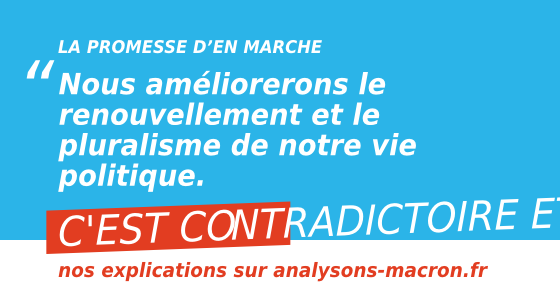 LA PROMESSE D’EN MARCHE
“
Nous améliorerons le
renouvellement et le
pluralisme de notre vie
politique.
C'EST CONTRADICTOIRE ET
nos explications sur analysons-macron.fr